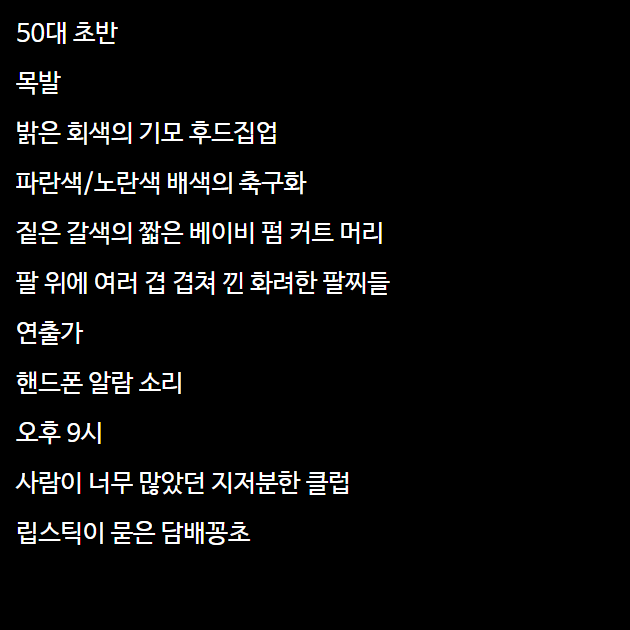 50대 초반
목발
밝은 회색의 기모 후드집업
파란색/노란색 배색의 축구화
짙은 갈색의 짧은 베이비 펌 커트 머리
팔 위에 여러 겹 겹쳐 낀 화려한 팔찌들
연출가
핸드폰 알람 소리
오후 9시
사람이 너무 많았던 지저분한 클럽
립스틱이 묻은 담배꽁초